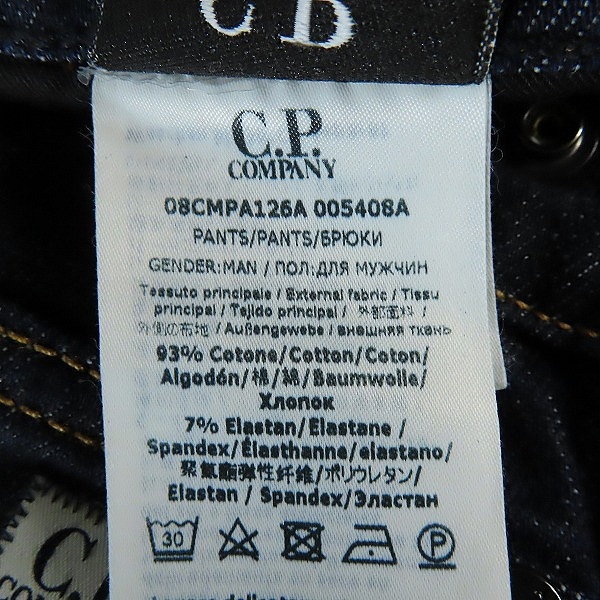 C.P.
COMPANY
08CMPA126A 005408A
PANTS/PANTS/БРЮКИ
GENDER:MAN / ПОЛ:ДЛЯ МУЖЧИН
Tessuto principale / External fabric / Tissu
principal / Tejido principal / 外部面料 /
外側の布地 / Außengewebe / внешняя ткань
93% Cotone/Cotton/Coton/
Algodón/棉/綿/Baumwolle/
Хлопок
7% Elastan/Elastane /
Spandex/Élasthanne/elastano/
聚氨酯弹性纤维/ポリウレタン/
Elastan / Spandex/Эластан
30
P
C